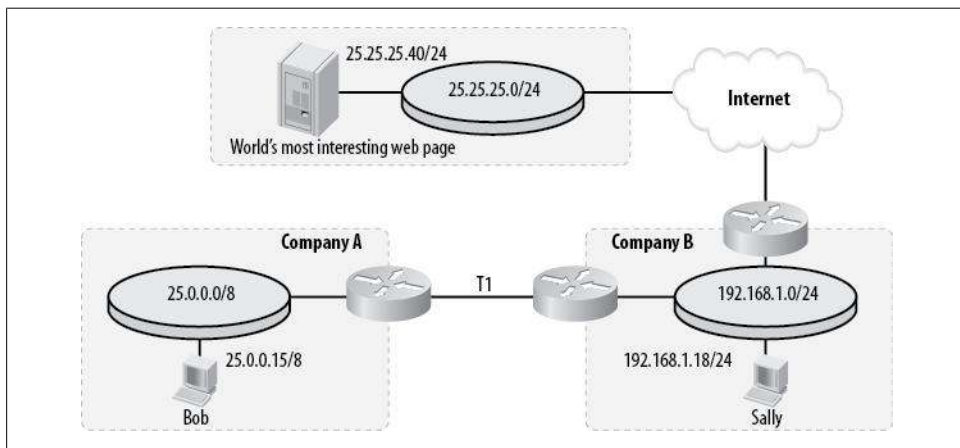 25.25.25.40/24
25.25.25.0/24
Internet
World's most interesting web page
Company A
Company B
25.0.0.0/8
T1
192.168.1.0/24
25.0.0.15/8
192.168.1.18/24
Bob
Sally